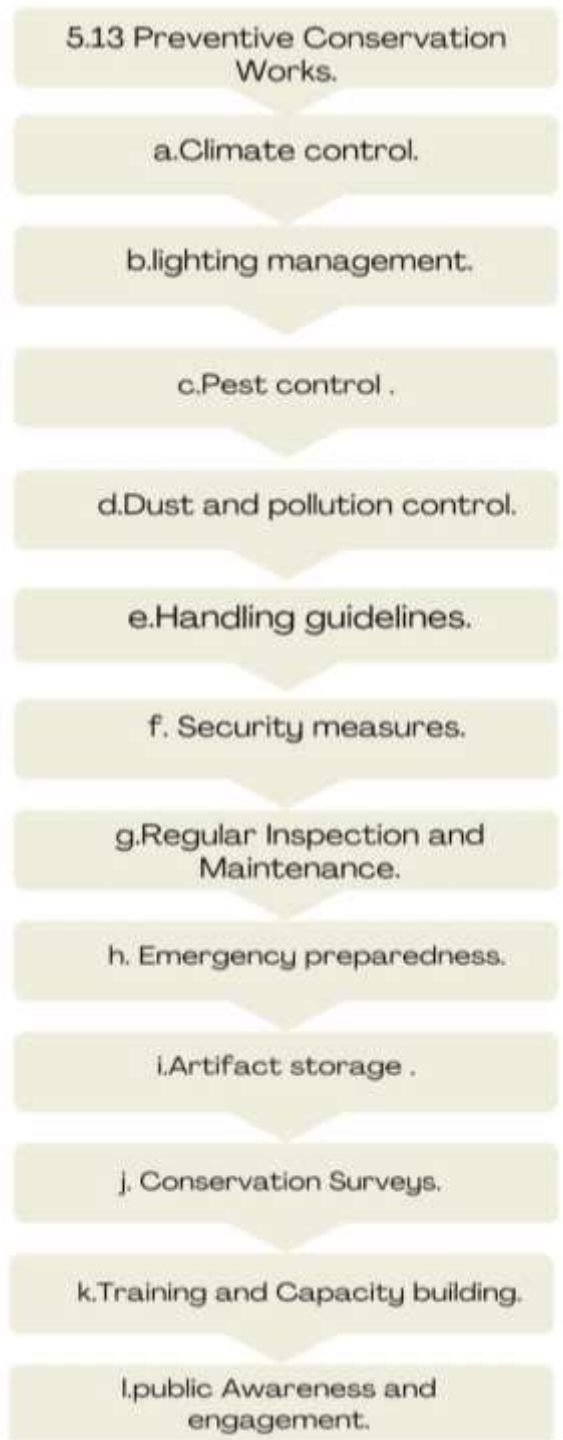 5.13 Preventive Conservation
Works.
a.Climate control.
b.lighting management.
c.Pest control .
d.Dust and pollution control.
e.Handling guidelines.
f. Security measures.
g.Regular Inspection and
Maintenance.
h. Emergency preparedness.
i.Artifact storage .
j. Conservation Surveys.
k.Training and Capacity building.
l.public Awareness and
engagement.